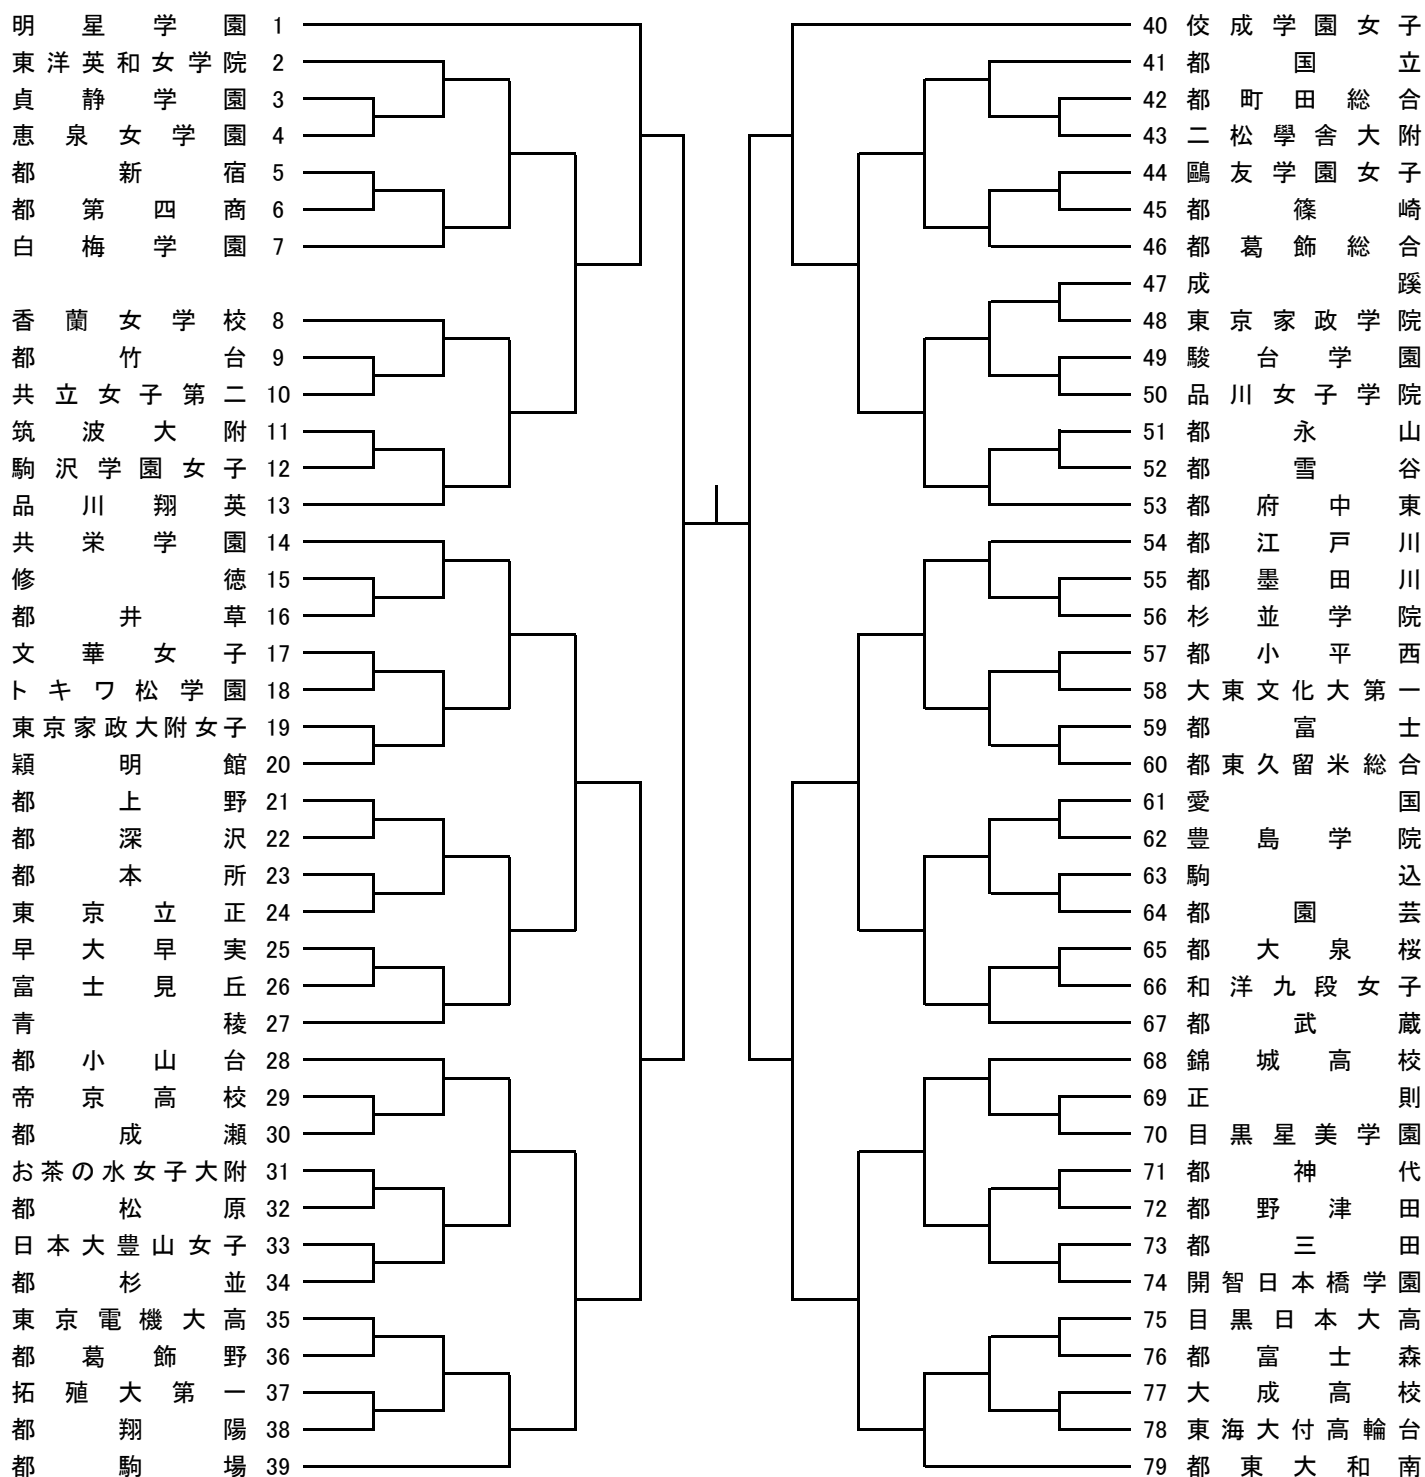 明星学園 1
東洋英和女学院 2
貞静学園 3
恵泉女学園 4
都新宿 5
都第四商 6
白梅学園 7
香蘭女学校 8
都竹台 9
共立女子第二 10
筑波大附 11
駒沢学園女子 12
品川翔英 13
共栄学園 14
修徳 15
都井草 16
文華女子 17
トキワ松学園 18
東京家政大附女子 19
穎明館 20
都上野 21
都深沢 22
都本所 23
東京立正 24
早大早実 25
富士見丘 26
青稜 27
都小山台 28
帝京高校 29
都成瀬 30
お茶の水女子大附 31
都松原 32
日本大豊山女子 33
都杉並 34
東京電機大高 35
都葛飾野 36
拓殖大第一 37
都翔陽 38
都駒場 39
40 佼成学園女子
41 都国立
42 都町田総合
43 二松學舎大附
44 鷗友学園女子
45 都篠崎
46 都葛飾総合
47 成蹊
48 東京家政学院
49 駿台学園
50 品川女子学院
51 都永山
52 都雪谷
53 都府中東
54 都江戸川
55 都墨田川
56 杉並学院
57 都小平西
58 大東文化大第一
59 都富士
60 都東久留米総合
61 愛国
62 豊島学院
63 駒込
64 都園芸
65 都大泉桜
66 和洋九段女子
67 都武蔵
68 錦城高校
69 正則
70 目黒星美学園
71 都神代
72 都野津田
73 都三田
74 開智日本橋学園
75 目黒日本大高
76 都富士森
77 大成高校
78 東海大付高輪台
79 都東大和南